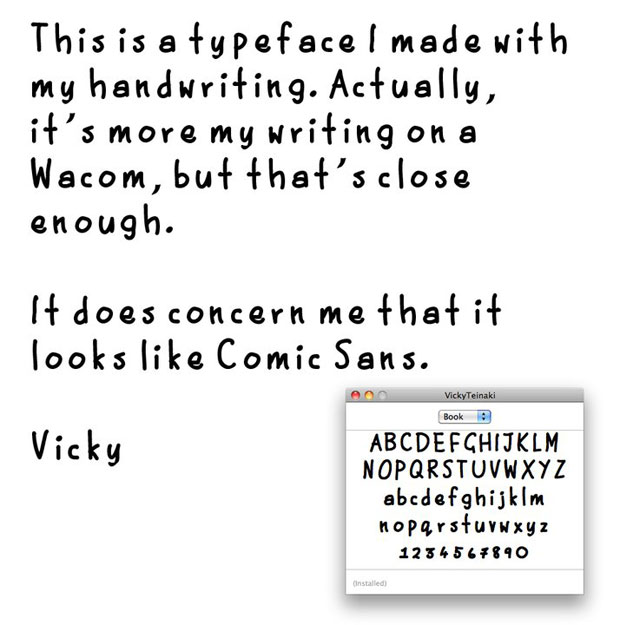 This is a typeface I made with
my handwriting. Actually,
it's more my writing on a
Wacom, but that's close
enough.
It does concern me that it
looks like Comic Sans.
Vicky
VickyTeinaki
Book
ABCDEFGHIJKLM
NOPQRSTUVWXYZ
abcdefghijklm
nopqrstuvwxyz
1234567890
(Installed)